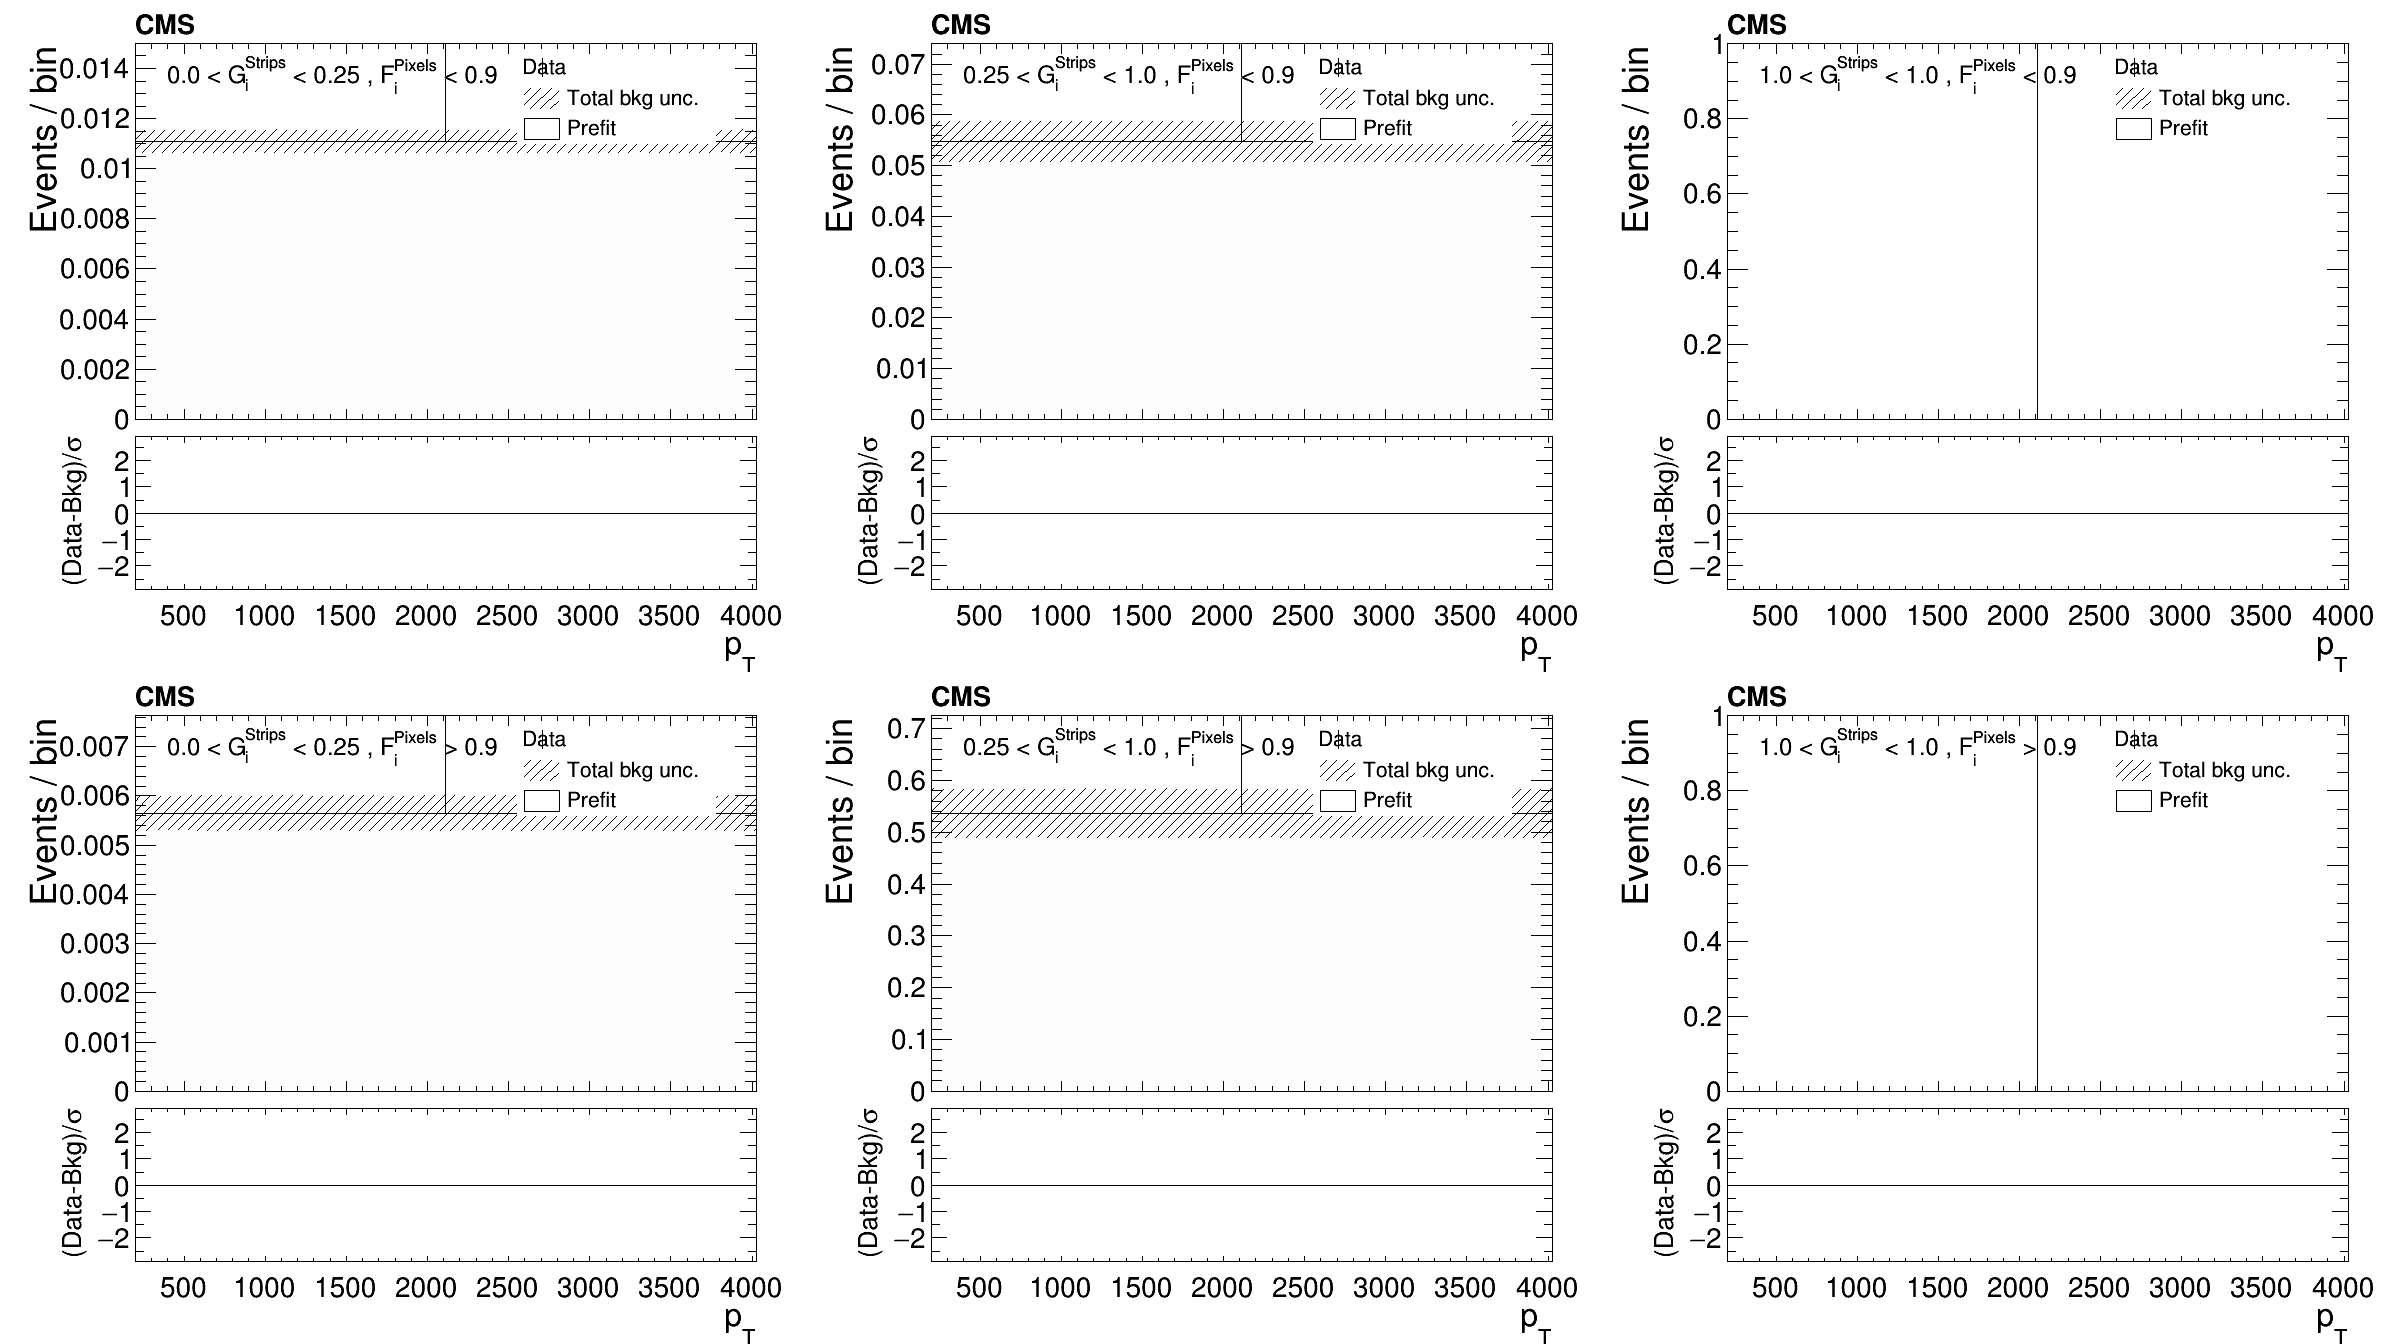 CMS
Events / bin
0.0 < G_i^Strips < 0.25 , F_i^Pixels < 0.9
Data
Total bkg unc.
Prefit
0.014
0.012
0.01
0.008
0.006
0.004
0.002
0
(Data-Bkg)/σ
2
1
0
−1
−2
500 1000 1500 2000 2500 3000 3500 4000
p_T
CMS
Events / bin
0.25 < G_i^Strips < 1.0 , F_i^Pixels < 0.9
Data
Total bkg unc.
Prefit
0.07
0.06
0.05
0.04
0.03
0.02
0.01
0
(Data-Bkg)/σ
2
1
0
−1
−2
500 1000 1500 2000 2500 3000 3500 4000
p_T
CMS
Events / bin
1.0 < G_i^Strips < 1.0 , F_i^Pixels < 0.9
Data
Total bkg unc.
Prefit
1
0.8
0.6
0.4
0.2
0
(Data-Bkg)/σ
2
1
0
−1
−2
500 1000 1500 2000 2500 3000 3500 4000
p_T
CMS
Events / bin
0.0 < G_i^Strips < 0.25 , F_i^Pixels > 0.9
Data
Total bkg unc.
Prefit
0.007
0.006
0.005
0.004
0.003
0.002
0.001
0
(Data-Bkg)/σ
2
1
0
−1
−2
500 1000 1500 2000 2500 3000 3500 4000
p_T
CMS
Events / bin
0.25 < G_i^Strips < 1.0 , F_i^Pixels > 0.9
Data
Total bkg unc.
Prefit
0.7
0.6
0.5
0.4
0.3
0.2
0.1
0
(Data-Bkg)/σ
2
1
0
−1
−2
500 1000 1500 2000 2500 3000 3500 4000
p_T
CMS
Events / bin
1.0 < G_i^Strips < 1.0 , F_i^Pixels > 0.9
Data
Total bkg unc.
Prefit
1
0.8
0.6
0.4
0.2
0
(Data-Bkg)/σ
2
1
0
−1
−2
500 1000 1500 2000 2500 3000 3500 4000
p_T